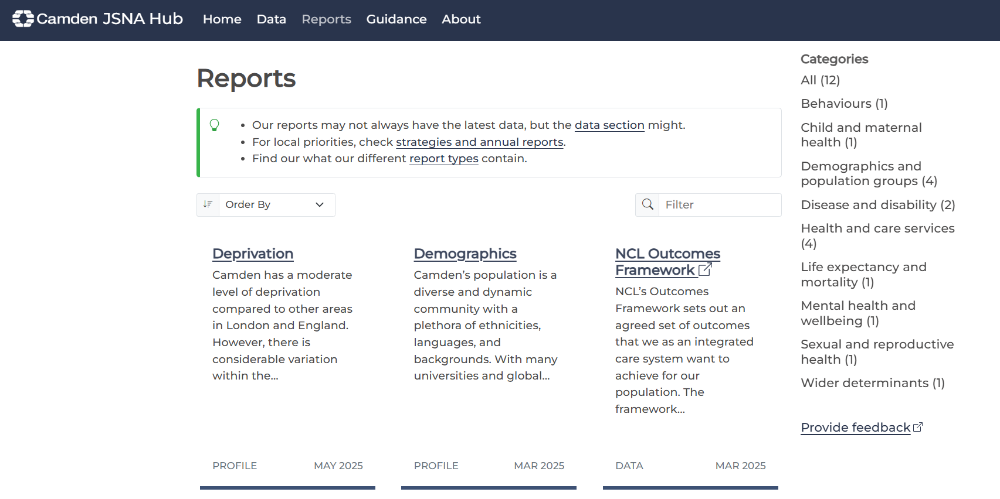 Camden JSNA Hub Home Data Reports Guidance About
Reports
Our reports may not always have the latest data, but the data section might.
For local priorities, check strategies and annual reports.
Find our what our different report types contain.
Order By
Filter
Deprivation
Camden has a moderate
level of deprivation
compared to other areas
in London and England.
However, there is
considerable variation
within the...
PROFILE MAY 2025
Demographics
Camden’s population is a
diverse and dynamic
community with a
plethora of ethnicities,
languages, and
backgrounds. With many
universities and global...
PROFILE MAR 2025
NCL Outcomes
Framework
NCL’s Outcomes
Framework sets out an
agreed set of outcomes
that we as an integrated
care system want to
achieve for our
population. The
framework...
DATA MAR 2025
Categories
All (12)
Behaviours (1)
Child and maternal
health (1)
Demographics and
population groups (4)
Disease and disability (2)
Health and care services
(4)
Life expectancy and
mortality (1)
Mental health and
wellbeing (1)
Sexual and reproductive
health (1)
Wider determinants (1)
Provide feedback